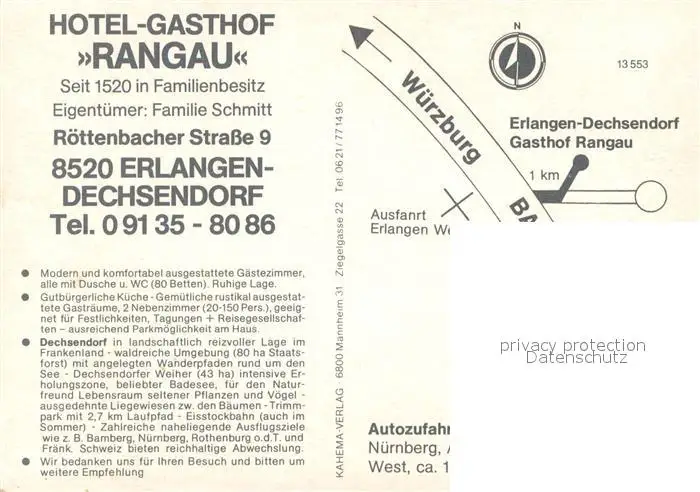 HOTEL-GASTHOF
»RANGAU«
Seit 1520 in Familienbesitz
Eigentümer: Familie Schmitt
Röttenbacher Straße 9
8520 ERLANGEN-
DECHSENDORF
Tel. 0 91 35 - 80 86
● Modern und komfortabel ausgestattete Gästezimmer,
alle mit Dusche u. WC (80 Betten). Ruhige Lage.
● Gutbürgerliche Küche - Gemütliche rustikal ausgestat-
tete Gasträume, 2 Nebenzimmer (20-150 Pers.), geeig-
net für Festlichkeiten, Tagungen + Reisegesellschaf-
ten – ausreichend Parkmöglichkeit am Haus.
● Dechsendorf in landschaftlich reizvoller Lage im
Frankenland - waldreiche Umgebung (80 ha Staats-
forst) mit angelegten Wanderpfaden rund um den
See - Dechsendorfer Weiher (43 ha) intensive Er-
holungszone, beliebter Badesee, für den Natur-
freund Lebensraum seltener Pflanzen und Vögel -
ausgedehnte Liegewiesen zw. den Bäumen - Trimm-
park mit 2,7 km Laufpfad - Eisstockbahn (auch im
Sommer) - Zahlreiche naheliegende Ausflugsziele
wie z. B. Bamberg, Nürnberg, Rothenburg o.d.T. und
Fränk. Schweiz bieten reichhaltige Abwechslung.
● Wir bedanken uns für Ihren Besuch und bitten um
weitere Empfehlung
KAHEMA-VERLAG · 6800 Mannheim 31 Ziegelgasse 22 Tel. 06 21/77 14 96
N
13 553
Würzburg
Erlangen-Dechsendorf
Gasthof Rangau
1 km
BA
Ausfahrt
Erlangen We
privacy protection
Datenschutz
Autozufah
Nürnberg, A
West, ca. 1